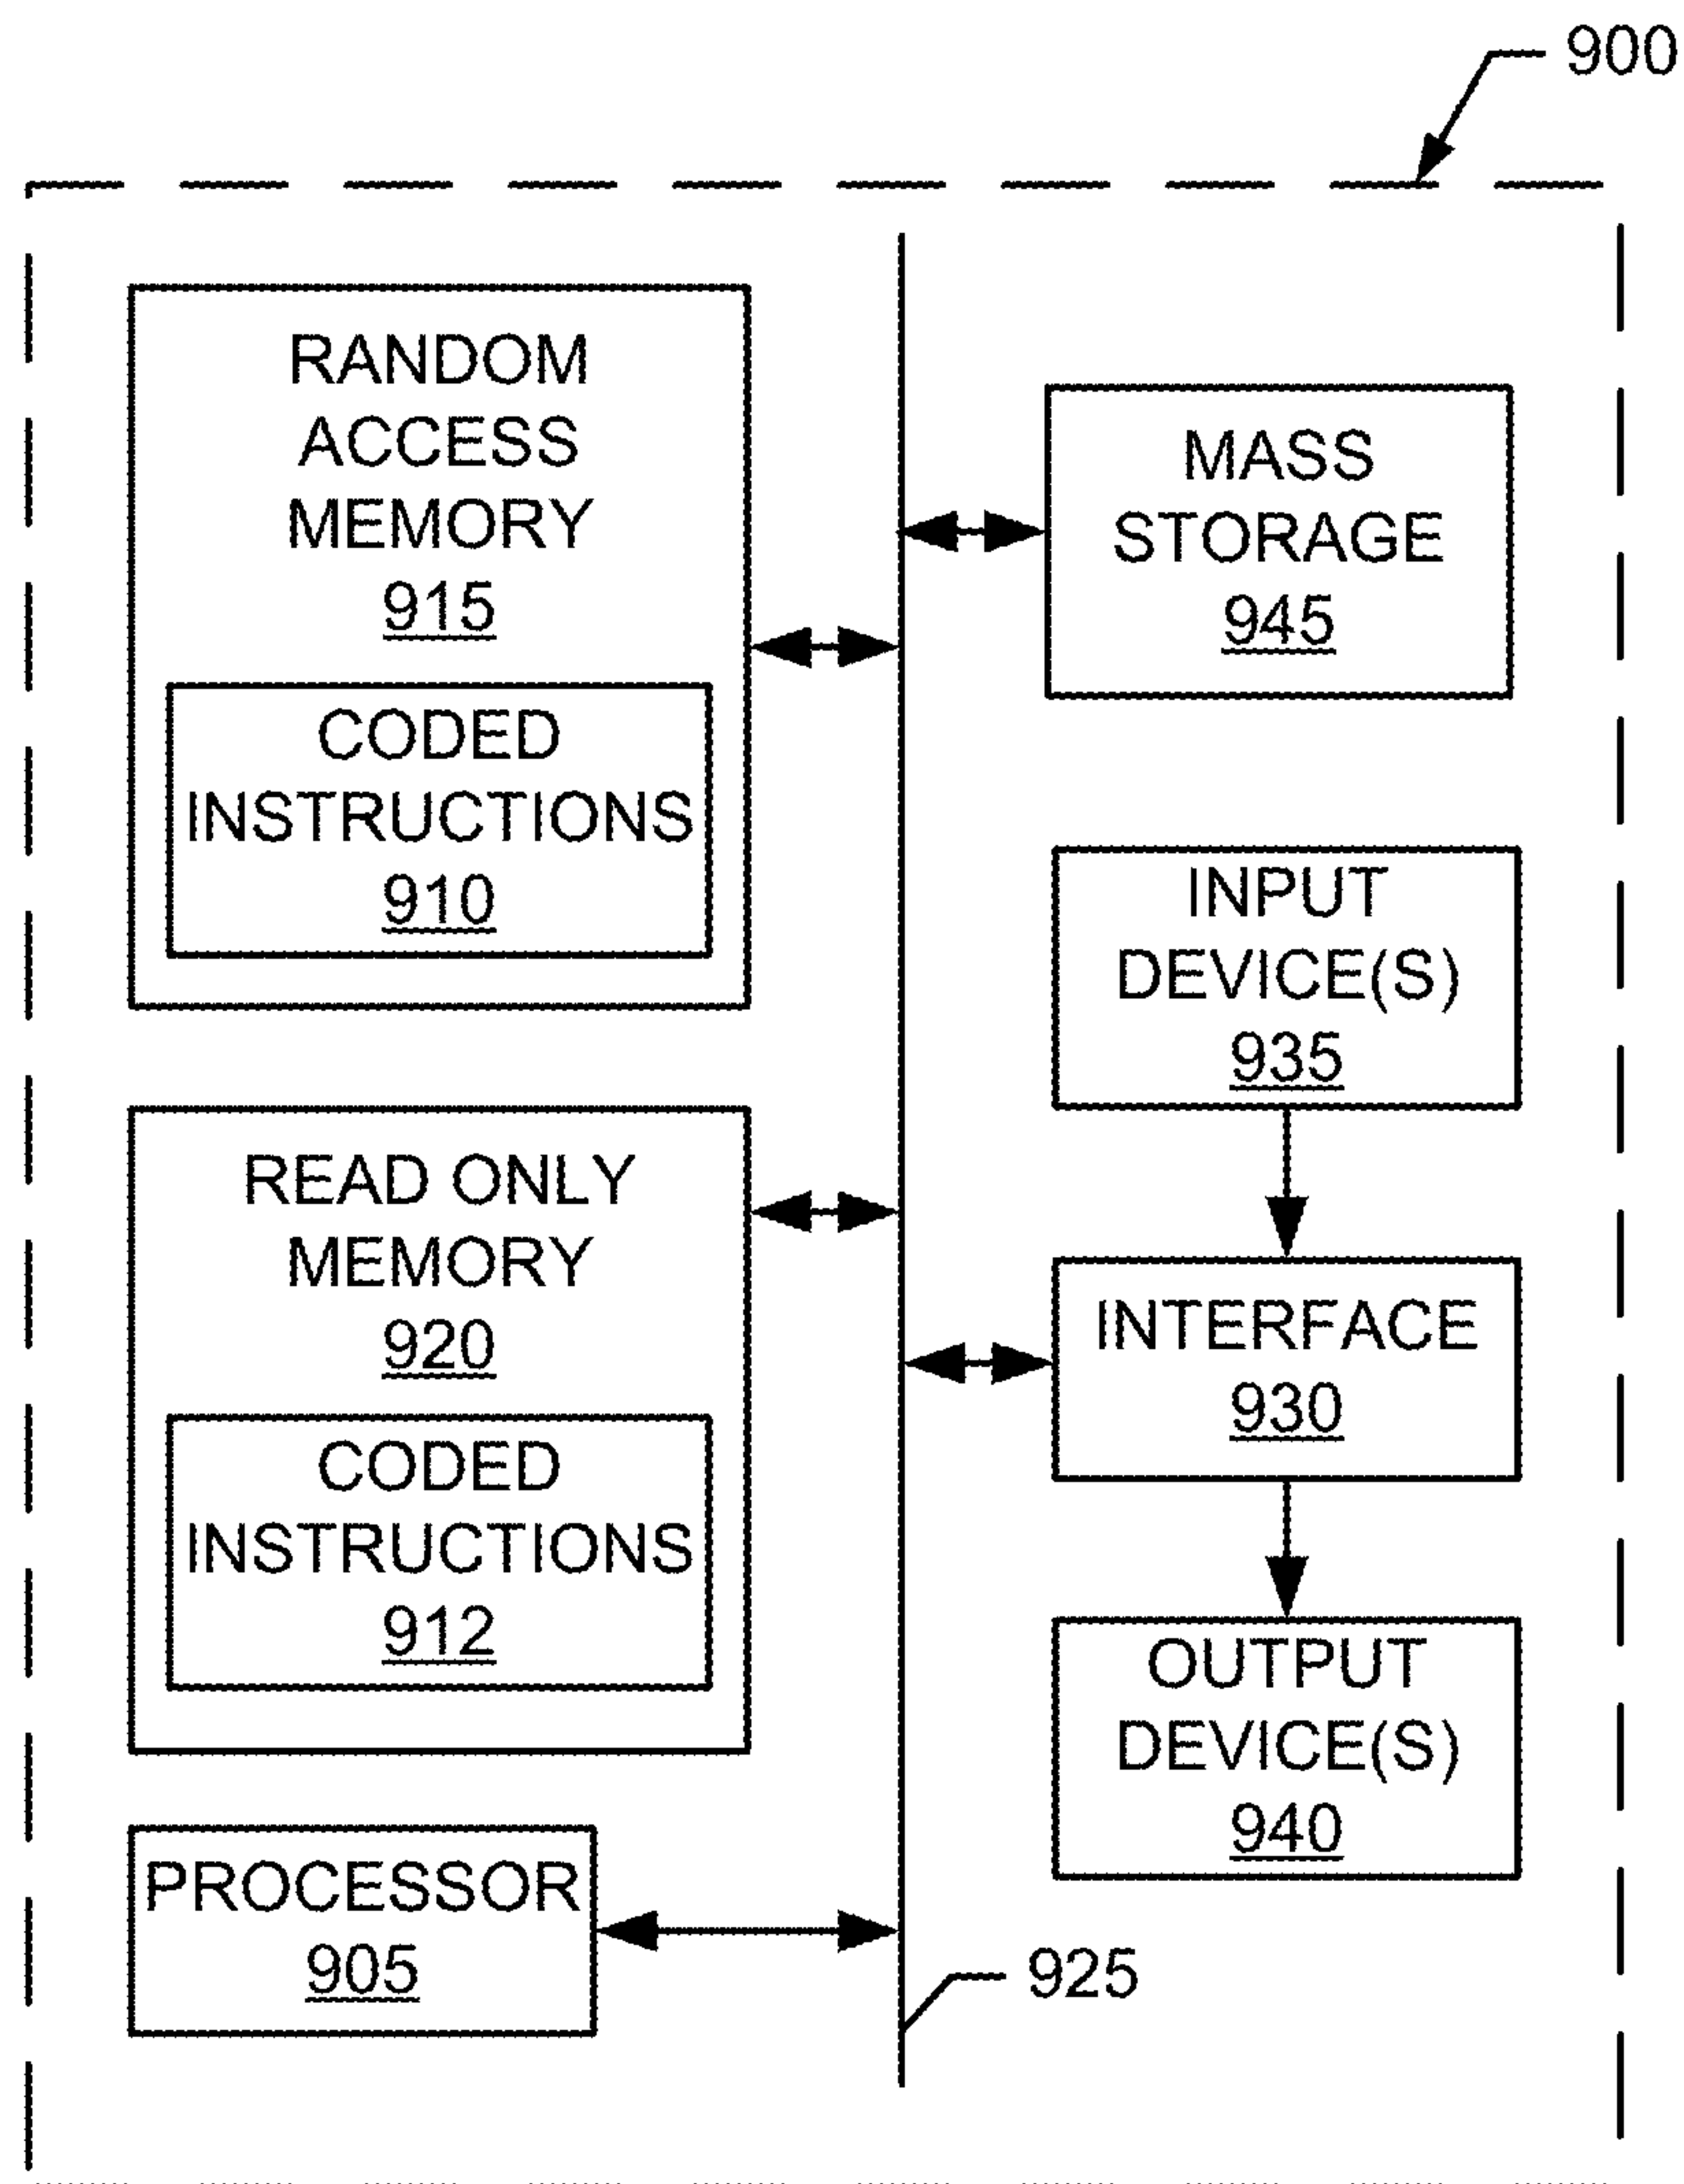 900
RANDOM
ACCESS
MEMORY
915
CODED
INSTRUCTIONS
910
MASS
STORAGE
945
INPUT
DEVICE(S)
935
READ ONLY
MEMORY
920
CODED
INSTRUCTIONS
912
INTERFACE
930
OUTPUT
DEVICE(S)
940
PROCESSOR
905
925